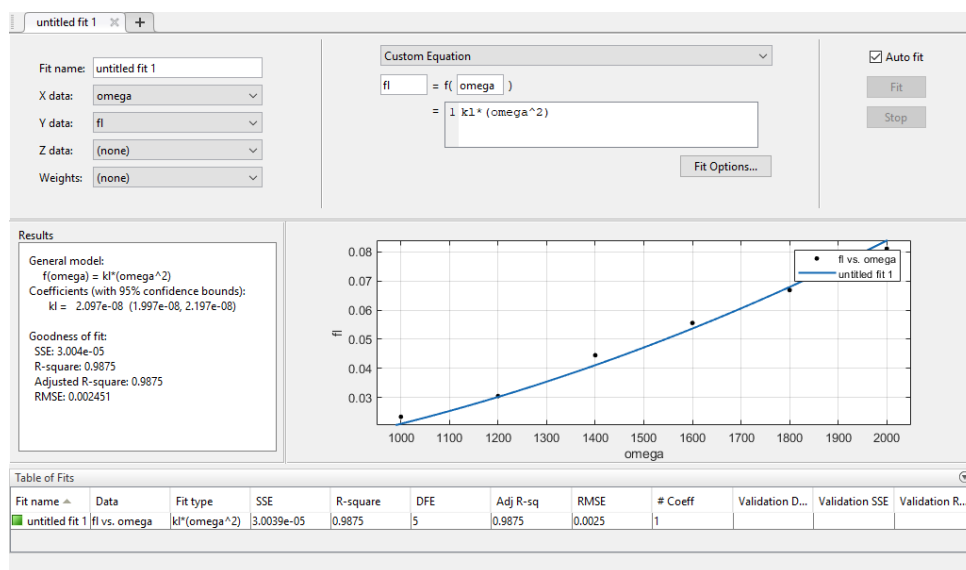 untitled fit 1
Fit name: untitled fit 1
X data: omega
Y data: fl
Z data: (none)
Weights: (none)
Custom Equation
fl = f( omega )
= 1 kl*(omega^2)
Fit Options...
Auto fit
Fit
Stop
Results
General model:
f(omega) = kl*(omega^2)
Coefficients (with 95% confidence bounds):
kl = 2.097e-08 (1.997e-08, 2.197e-08)
Goodness of fit:
SSE: 3.004e-05
R-square: 0.9875
Adjusted R-square: 0.9875
RMSE: 0.002451
fl
0.08
0.07
0.06
0.05
0.04
0.03
fl vs. omega
untitled fit 1
1000 1100 1200 1300 1400 1500 1600 1700 1800 1900 2000
omega
Table of Fits
Fit name Data Fit type SSE R-square DFE Adj R-sq RMSE # Coeff Validation D... Validation SSE Validation R...
untitled fit 1 fl vs. omega kl*(omega^2) 3.0039e-05 0.9875 5 0.9875 0.0025 1